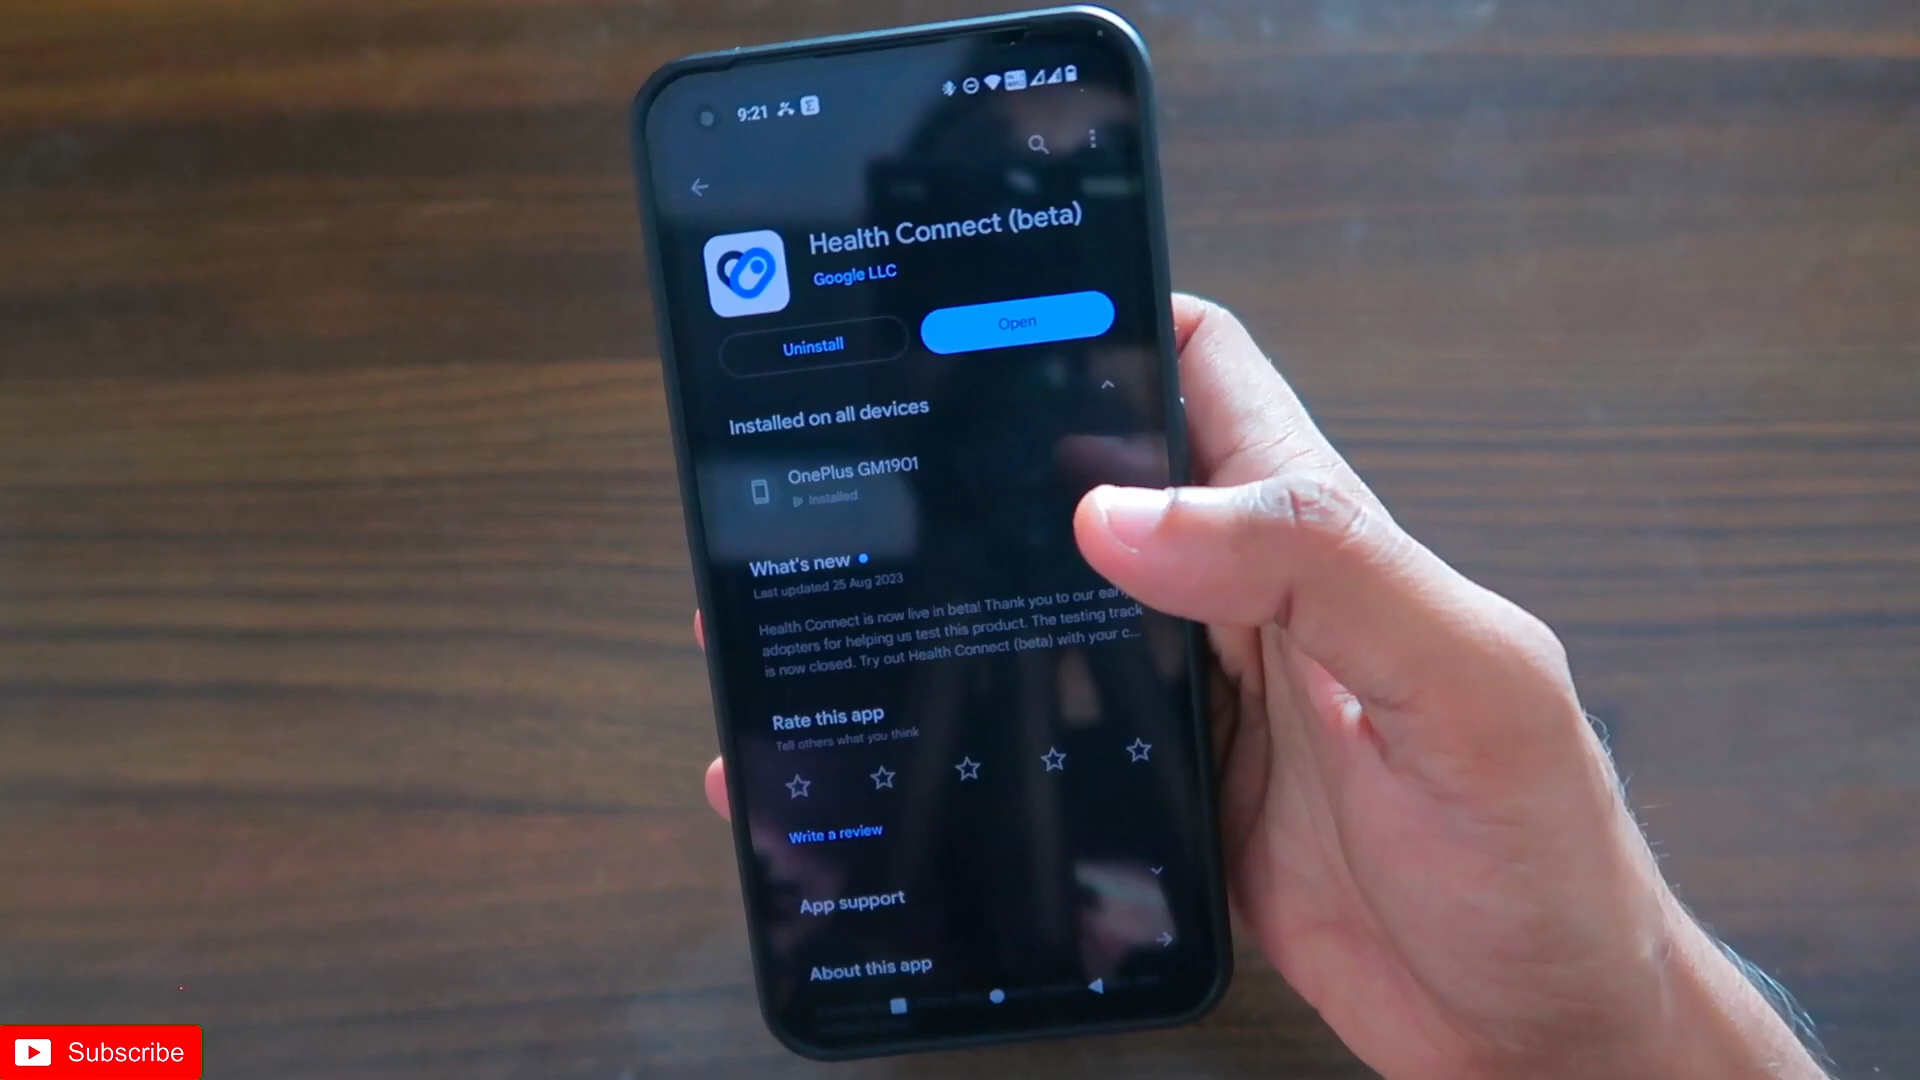 9:21
Health Connect (beta)
Google LLC
Uninstall
Open
Installed on all devices
OnePlus GM1901
Installed
What's new
Last updated 25 Aug 2023
Health Connect is now live in beta! Thank you to our early
adopters for helping us test this product. The testing track
is now closed. Try out Health Connect (beta) with your c...
Rate this app
Tell others what you think
Write a review
App support
About this app
Subscribe